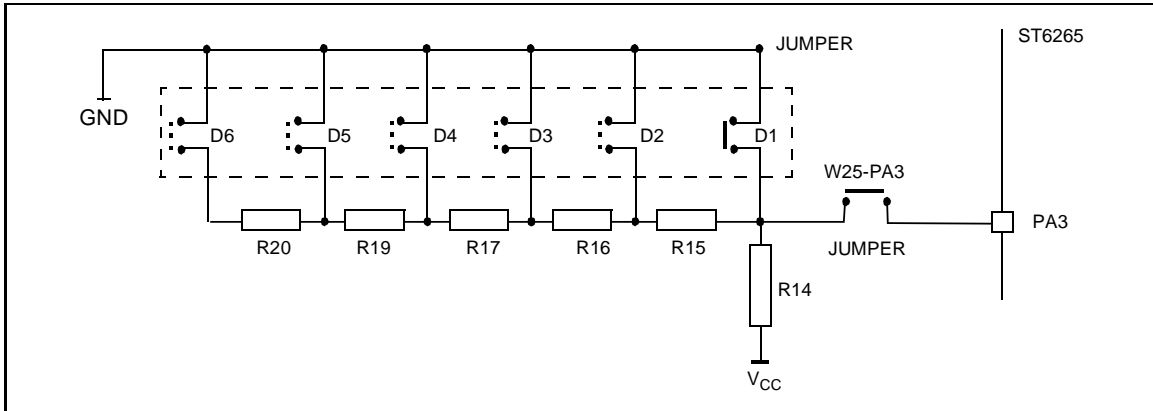 ST6265
JUMPER
GND
D6
D5
D4
D3
D2
D1
W25-PA3
PA3
R20
R19
R17
R16
R15
JUMPER
R14
VCC